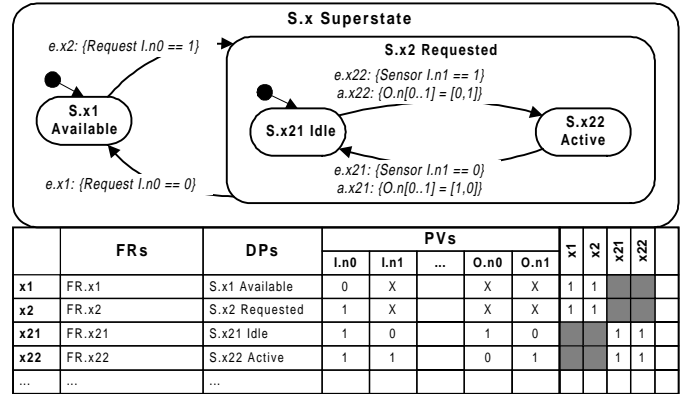 S.x Superstate
e.x2: {Request I.n0 == 1}
S.x2 Requested
e.x22: {Sensor I.n1 == 1}
a.x22: {O.n[0..1] = [0,1]}
S.x1
Available
S.x21 Idle
S.x22
Active
e.x1: {Request I.n0 == 0}
e.x21: {Sensor I.n1 == 0}
a.x21: {O.n[0..1] = [1,0]}
FRs DPs PVs x1 x2 x21 x22
I.n0 I.n1 ... O.n0 O.n1
x1 FR.x1 S.x1 Available 0 X X X 1 1
x2 FR.x2 S.x2 Requested 1 X X X 1 1
x21 FR.x21 S.x21 Idle 1 0 1 0 1 1
x22 FR.x22 S.x22 Active 1 1 0 1 1 1
... ... ...